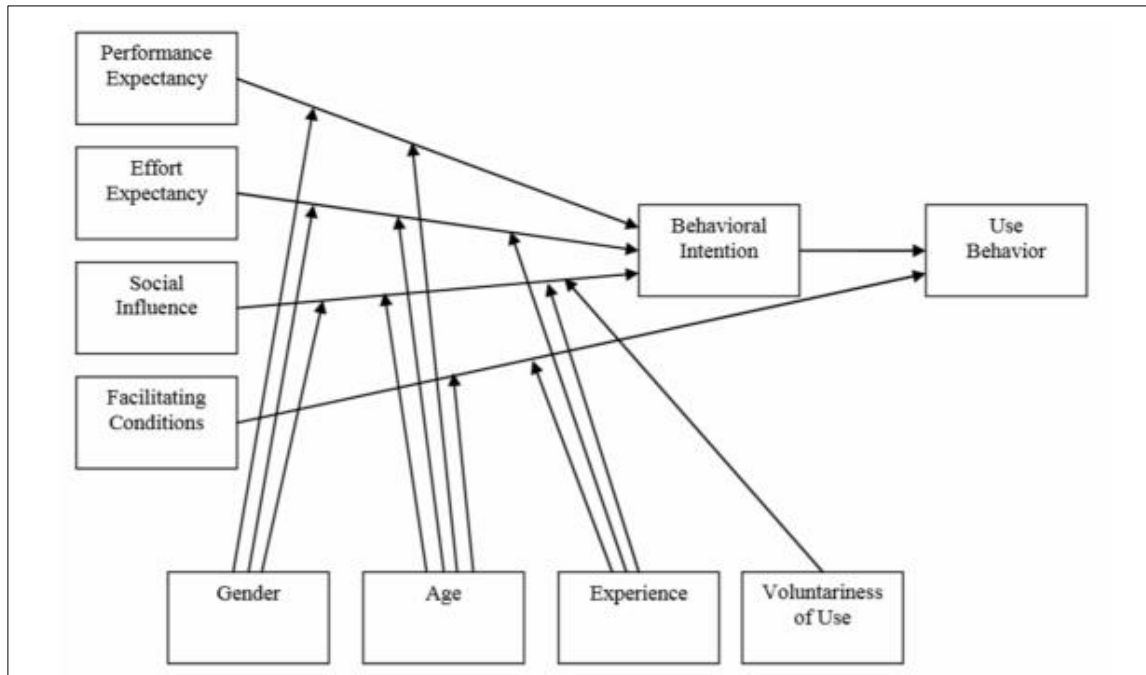 Performance
Expectancy
Effort
Expectancy
Social
Influence
Facilitating
Conditions
Behavioral
Intention
Use
Behavior
Gender
Age
Experience
Voluntariness
of Use